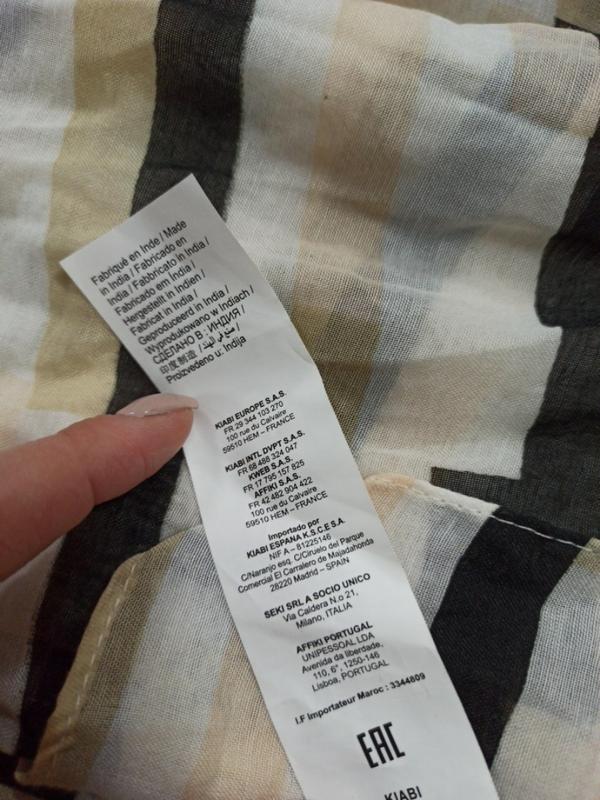 Fabriqué en Inde / Made
in India / Fabricado en
India / Fabbricato in India /
Fabricado em Índia /
Hergestellt in Indien /
Fabricat in India /
Geproduceerd in India /
Wyprodukowano w Indiach /
СДЕЛАНО В : ИНДИЯ /
印度制造 / صنع في الهند /
Proizvedeno u: Indija
KIABI EUROPE S.A.S.
FR 29 344 103 270
100 rue du Calvaire
59510 HEM – FRANCE
KIABI INTL DVPT S.A.S.
FR 68 488 324 047
KWEB S.A.S.
FR 17 795 157 825
AFFIKI S.A.S.
FR 42 482 904 422
100 rue du Calvaire
59510 HEM – FRANCE
Importado por
KIABI ESPANA K.S.C.E S.A.
NIF A – 81225146
C/Naranjo esq. C/Ciruelo del Parque
Comercial El Carralero de Majadahonda
28220 Madrid – SPAIN
SEKI SRL A SOCIO UNICO
Via Caldera N.o 21,
Milano, ITALIA
AFFIKI PORTUGAL
UNIPESSOAL LDA
Avenida da liberdade,
110, 6°, 1250-146
Lisboa, PORTUGAL
I.F Importateur Maroc : 3344809
EAC
KIABI